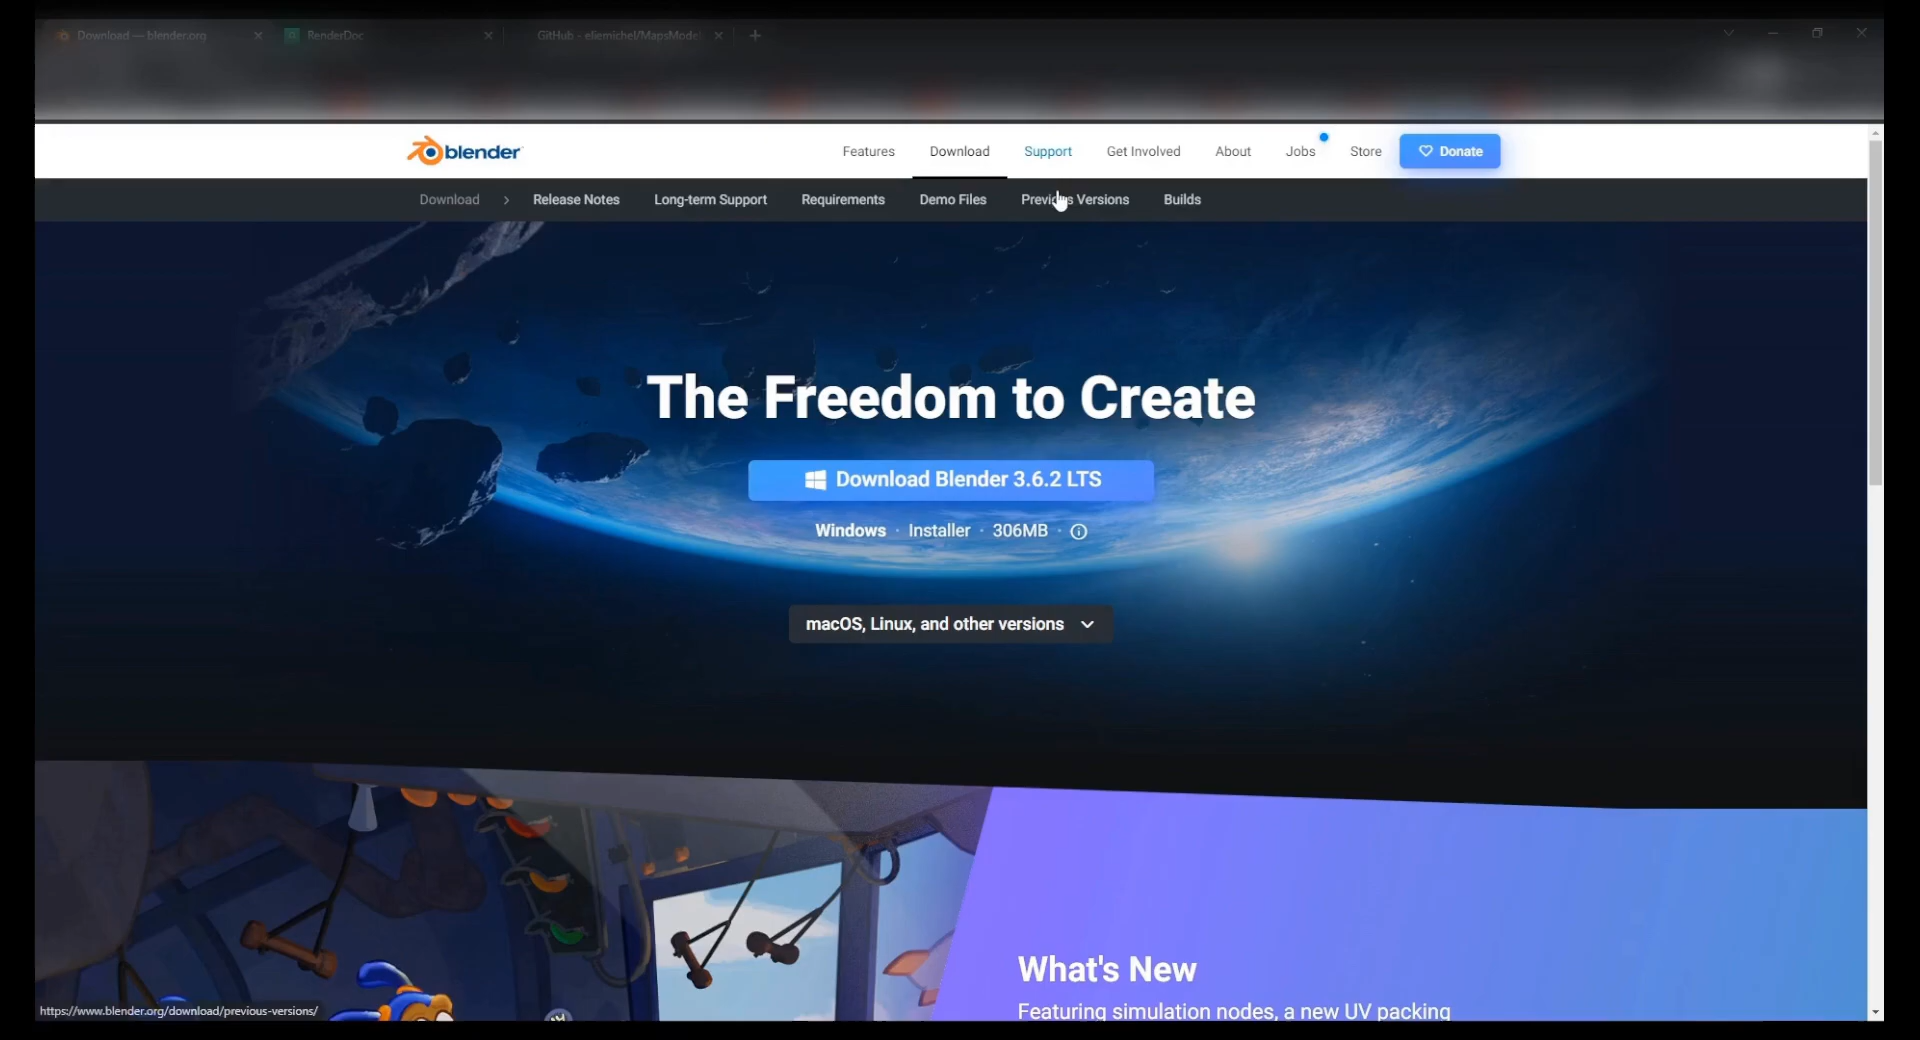 Download — blender.org
RenderDoc
GitHub - eliemichel/MapsMode
blender
Features
Download
Support
Get Involved
About
Jobs
Store
Donate
Download
Release Notes
Long-term Support
Requirements
Demo Files
Previous Versions
Builds
The Freedom to Create
Download Blender 3.6.2 LTS
Windows · Installer · 306MB ·
macOS, Linux, and other versions
What's New
Featuring simulation nodes, a new UV packing
https://www.blender.org/download/previous-versions/